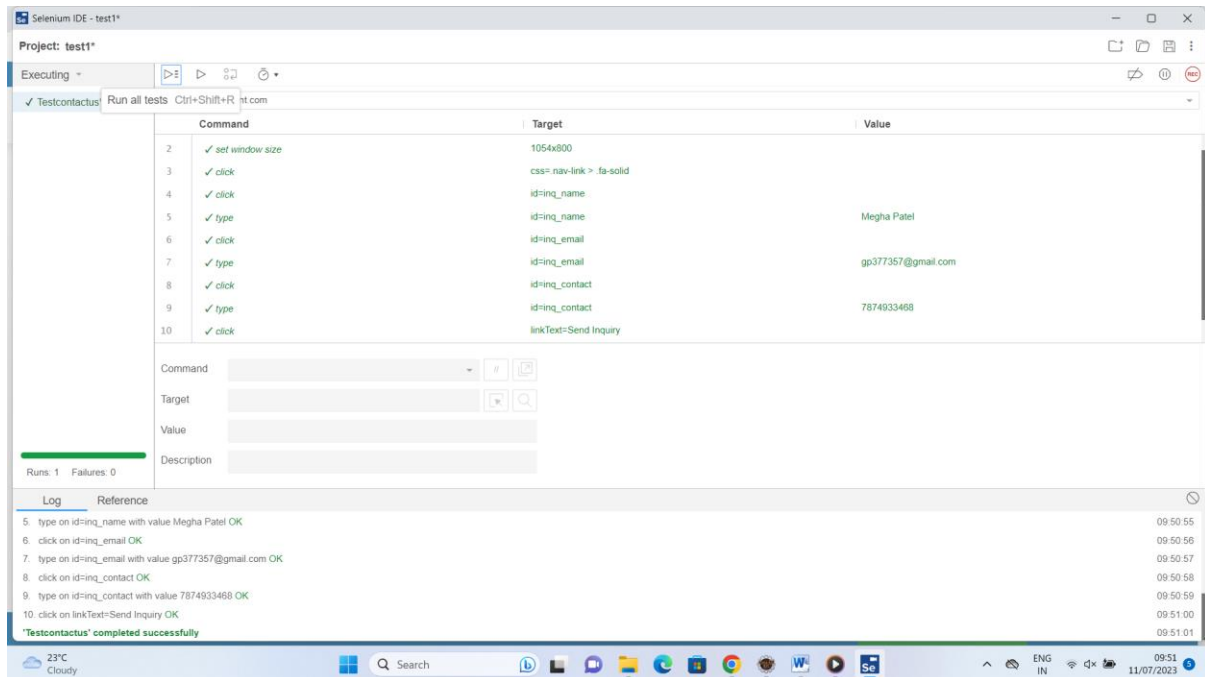 Selenium IDE - test1*
Project: test1*
Executing
✓ Testcontactus
Run all tests Ctrl+Shift+R
nt.com
Command Target Value
2 ✓ set window size 1054x800
3 ✓ click css=.nav-link > .fa-solid
4 ✓ click id=inq_name
5 ✓ type id=inq_name Megha Patel
6 ✓ click id=inq_email
7 ✓ type id=inq_email gp377357@gmail.com
8 ✓ click id=inq_contact
9 ✓ type id=inq_contact 7874933468
10 ✓ click linkText=Send Inquiry
Command //
Target
Value
Description
Runs: 1 Failures: 0
Log Reference
5. type on id=inq_name with value Megha Patel OK 09:50:55
6. click on id=inq_email OK 09:50:56
7. type on id=inq_email with value gp377357@gmail.com OK 09:50:57
8. click on id=inq_contact OK 09:50:58
9. type on id=inq_contact with value 7874933468 OK 09:50:59
10. click on linkText=Send Inquiry OK 09:51:00
'Testcontactus' completed successfully 09:51:01
23°C
Cloudy
Search
ENG
IN
09:51
11/07/2023
5
REC
Se